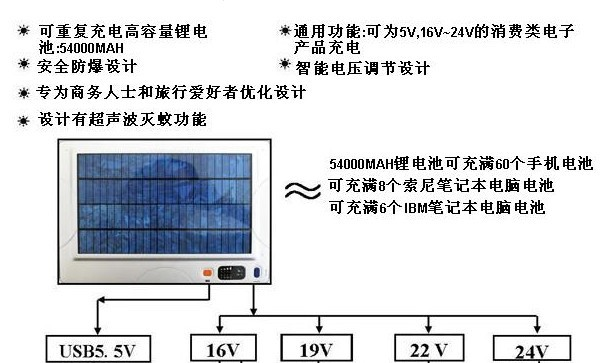 ✷ 可重复充电高容量锂电
池:54000MAH
✷ 安全防爆设计
✷ 通用功能:可为5V,16V~24V的消费类电子
产品充电
✷ 智能电压调节设计
✷ 专为商务人士和旅行爱好者优化设计
✷ 设计有超声波灭蚊功能
54000MAH锂电池可充满60个手机电池
可充满8个索尼笔记本电脑电池
可充满6个IBM笔记本电脑电池
USB5. 5V
16V
19V
22 V
24V